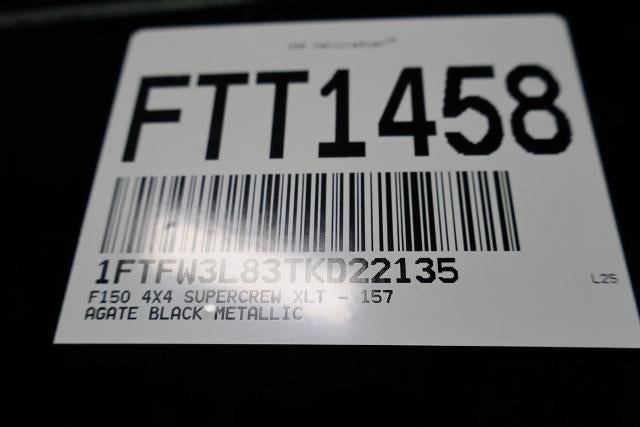 FTT1458
1FTFW3L83TKD22135
L25
F150 4X4 SUPERCREW XLT - 157
AGATE BLACK METALLIC